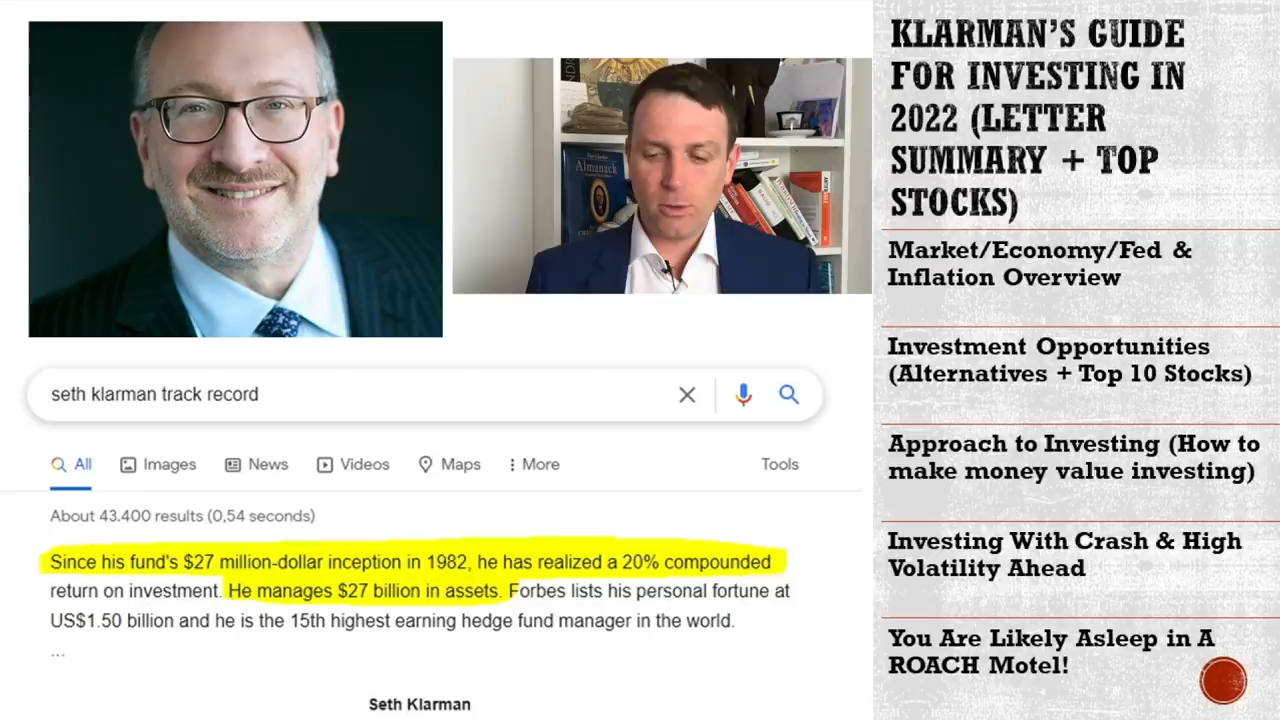 KLARMAN'S GUIDE
FOR INVESTING IN
2022 (LETTER
SUMMARY + TOP
STOCKS)
Market/Economy/Fed &
Inflation Overview
Investment Opportunities
(Alternatives + Top 10 Stocks)
Approach to Investing (How to
make money value investing)
Investing With Crash & High
Volatility Ahead
You Are Likely Asleep in A
ROACH Motel!
Almanack
seth klarman track record
All Images News Videos Maps More Tools
About 43.400 results (0,54 seconds)
Since his fund's $27 million-dollar inception in 1982, he has realized a 20% compounded
return on investment. He manages $27 billion in assets. Forbes lists his personal fortune at
US$1.50 billion and he is the 15th highest earning hedge fund manager in the world.
...
Seth Klarman